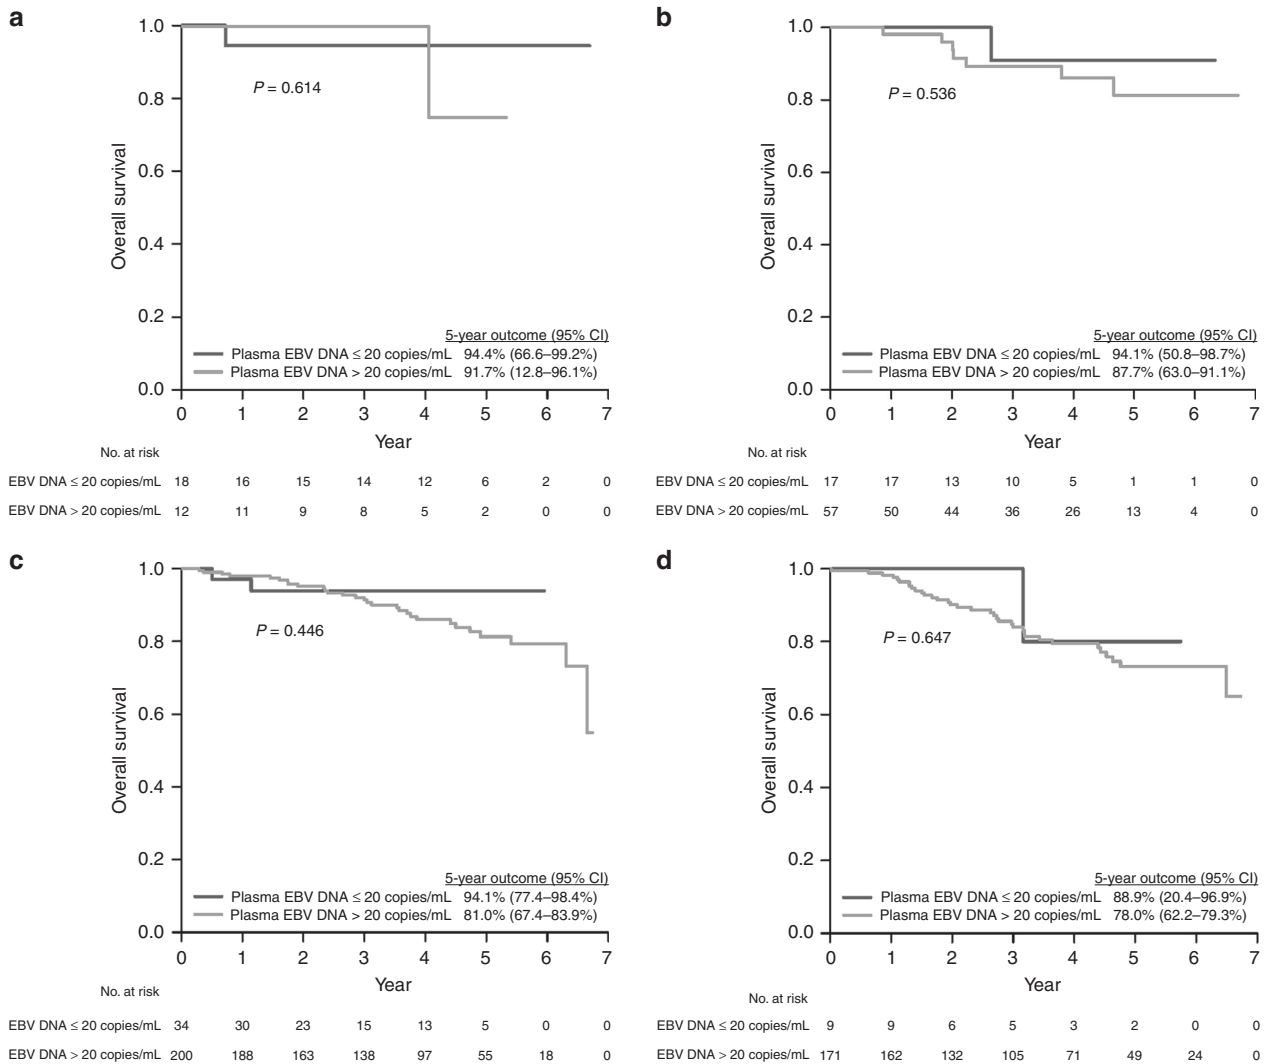 a
1.0
0.8
0.6
0.4
0.2
0.0
Overall survival
P = 0.614
5-year outcome (95% CI)
Plasma EBV DNA ≤ 20 copies/mL 94.4% (66.6–99.2%)
Plasma EBV DNA > 20 copies/mL 91.7% (12.8–96.1%)
0 1 2 3 4 5 6 7
Year
No. at risk
EBV DNA ≤ 20 copies/mL 18 16 15 14 12 6 2 0
EBV DNA > 20 copies/mL 12 11 9 8 5 2 0 0
b
1.0
0.8
0.6
0.4
0.2
0.0
Overall survival
P = 0.536
5-year outcome (95% CI)
Plasma EBV DNA ≤ 20 copies/mL 94.1% (50.8–98.7%)
Plasma EBV DNA > 20 copies/mL 87.7% (63.0–91.1%)
0 1 2 3 4 5 6 7
Year
No. at risk
EBV DNA ≤ 20 copies/mL 17 17 13 10 5 1 1 0
EBV DNA > 20 copies/mL 57 50 44 36 26 13 4 0
c
1.0
0.8
0.6
0.4
0.2
0.0
Overall survival
P = 0.446
5-year outcome (95% CI)
Plasma EBV DNA ≤ 20 copies/mL 94.1% (77.4–98.4%)
Plasma EBV DNA > 20 copies/mL 81.0% (67.4–83.9%)
0 1 2 3 4 5 6 7
Year
No. at risk
EBV DNA ≤ 20 copies/mL 34 30 23 15 13 5 0 0
EBV DNA > 20 copies/mL 200 188 163 138 97 55 18 0
d
1.0
0.8
0.6
0.4
0.2
0.0
Overall survival
P = 0.647
5-year outcome (95% CI)
Plasma EBV DNA ≤ 20 copies/mL 88.9% (20.4–96.9%)
Plasma EBV DNA > 20 copies/mL 78.0% (62.2–79.3%)
0 1 2 3 4 5 6 7
Year
No. at risk
EBV DNA ≤ 20 copies/mL 9 9 6 5 3 2 0 0
EBV DNA > 20 copies/mL 171 162 132 105 71 49 24 0